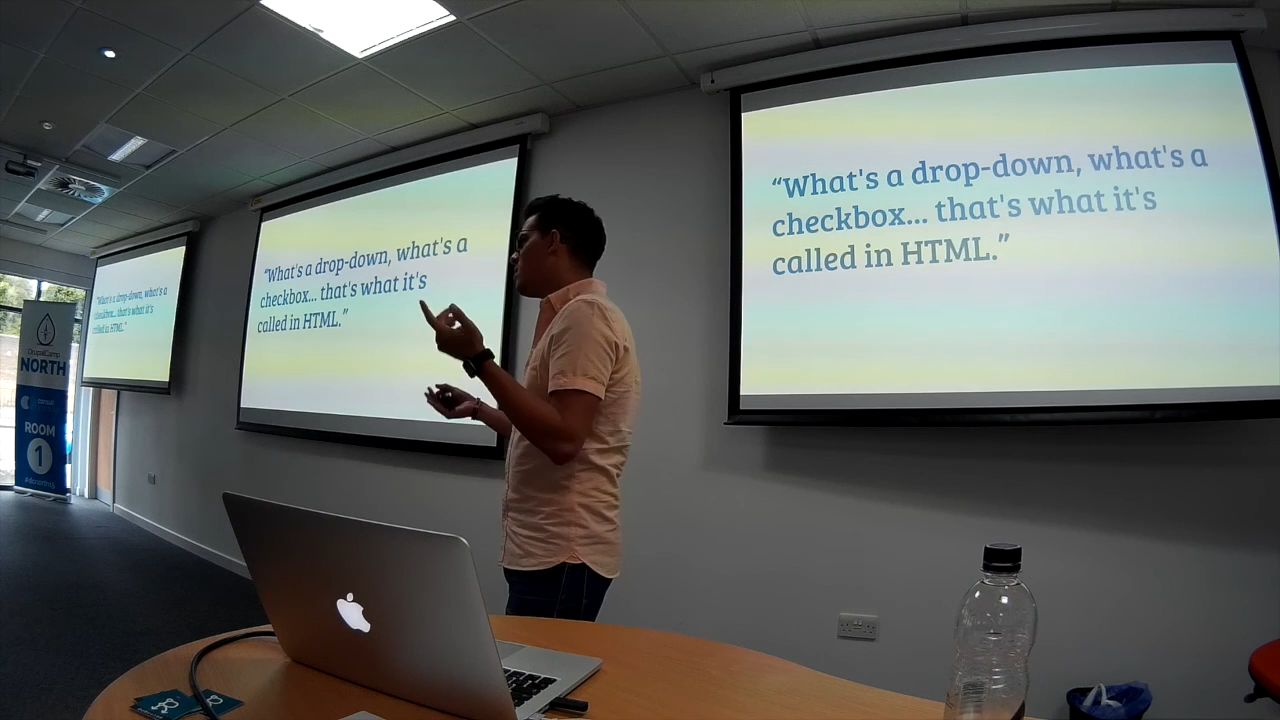 “What's a drop-down, what's a
checkbox... that's what it's
called in HTML.”
“What's a drop-down, what's a
checkbox... that's what it's
called in HTML.”
“What's a drop-down, what's a
checkbox... that's what it's
called in HTML.”
DrupalCamp
NORTH
ROOM
1